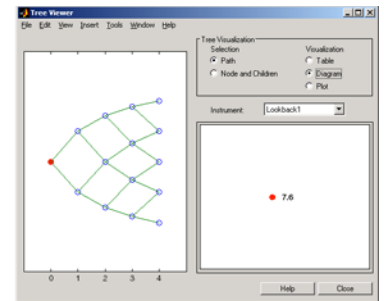 Tree Viewer
File Edit View Insert Tools Window Help
Tree Visualization
Selection
Path
Node and Children
Visualization
Table
Diagram
Plot
Instrument:
Lookback1
7.6
0 1 2 3 4
Help Close